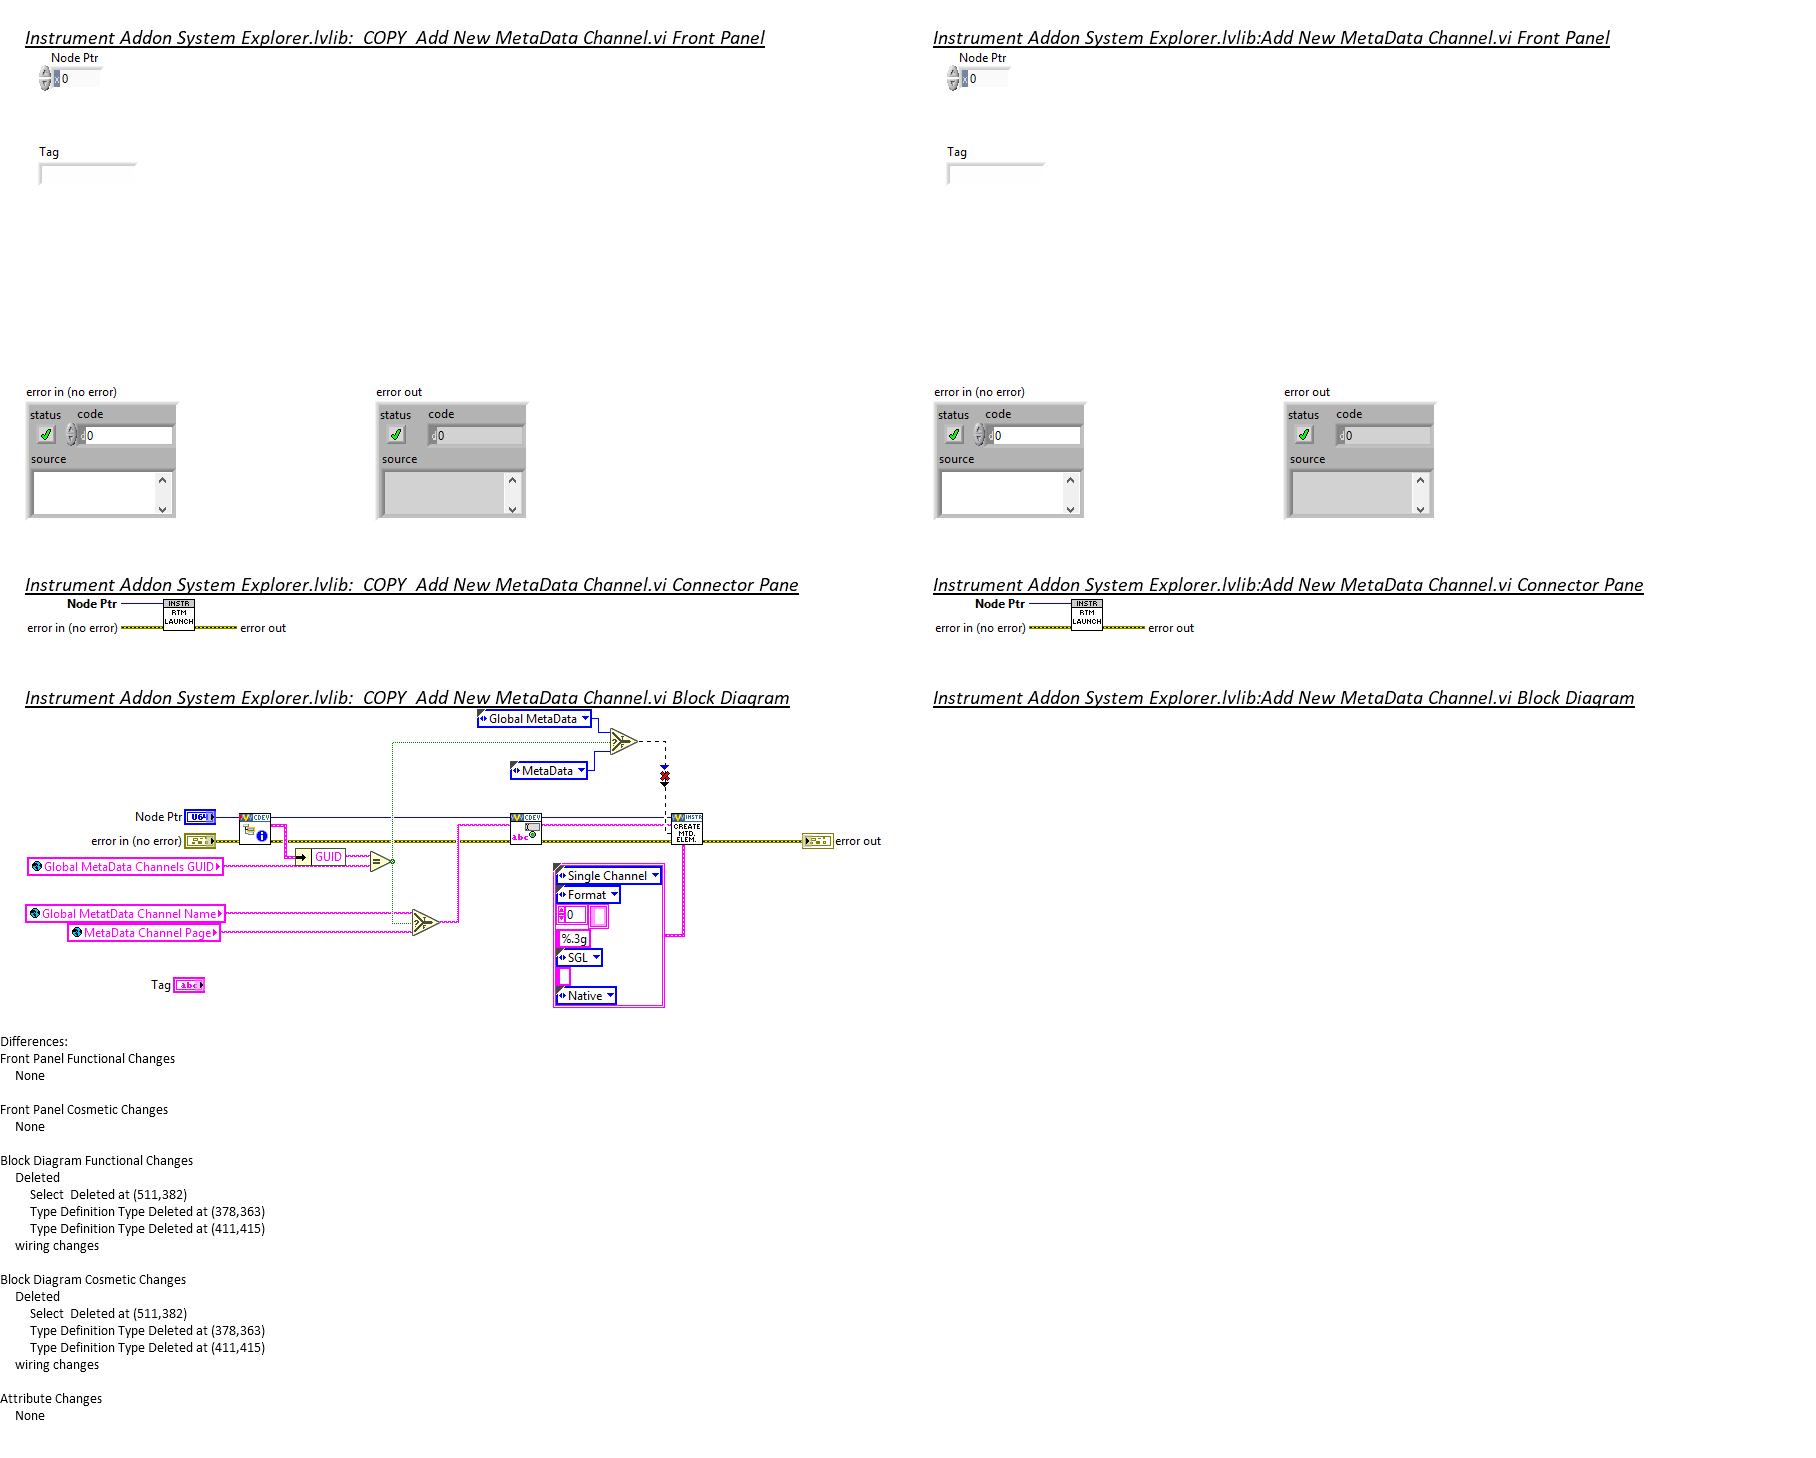 Instrument Addon System Explorer.lvlib:  COPY  Add New MetaData Channel.vi Front Panel
Node Ptr
x 0
Tag
error in (no error)
status code
d 0
source
error out
status code
d 0
source
Instrument Addon System Explorer.lvlib:Add New MetaData Channel.vi Front Panel
Node Ptr
x 0
Tag
error in (no error)
status code
d 0
source
error out
status code
d 0
source
Instrument Addon System Explorer.lvlib:  COPY  Add New MetaData Channel.vi Connector Pane
Node Ptr
INSTR
RTM
LAUNCH
error in (no error)
error out
Instrument Addon System Explorer.lvlib:Add New MetaData Channel.vi Connector Pane
Node Ptr
INSTR
RTM
LAUNCH
error in (no error)
error out
Instrument Addon System Explorer.lvlib:  COPY  Add New MetaData Channel.vi Block Diagram
Instrument Addon System Explorer.lvlib:Add New MetaData Channel.vi Block Diagram
Global MetaData
? T F
MetaData
Node Ptr U64
CDEV
CDEV
abc
INSTR
CREATE
MTD.
ELEM.
error in (no error)
error out
GUID
=
Global MetaData Channels GUID
Single Channel
Format
0
%.3g
SGL
Native
Global MetatData Channel Name
MetaData Channel Page
? T F
Tag abc
Differences:
Front Panel Functional Changes
None
Front Panel Cosmetic Changes
None
Block Diagram Functional Changes
Deleted
Select  Deleted at (511,382)
Type Definition Type Deleted at (378,363)
Type Definition Type Deleted at (411,415)
wiring changes
Block Diagram Cosmetic Changes
Deleted
Select  Deleted at (511,382)
Type Definition Type Deleted at (378,363)
Type Definition Type Deleted at (411,415)
wiring changes
Attribute Changes
None